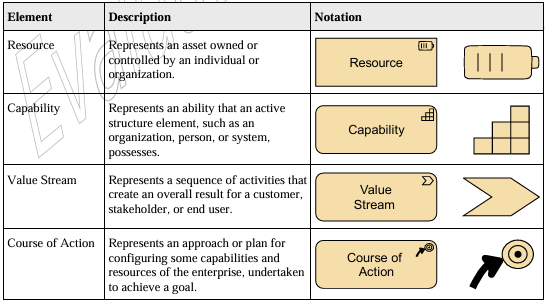 Element Description Notation
Resource Represents an asset owned or
controlled by an individual or
organization.
Resource
Capability Represents an ability that an active
structure element, such as an
organization, person, or system,
possesses.
Capability
Value Stream Represents a sequence of activities that
create an overall result for a customer,
stakeholder, or end user.
Value
Stream
Course of Action Represents an approach or plan for
configuring some capabilities and
resources of the enterprise, undertaken
to achieve a goal.
Course of
Action